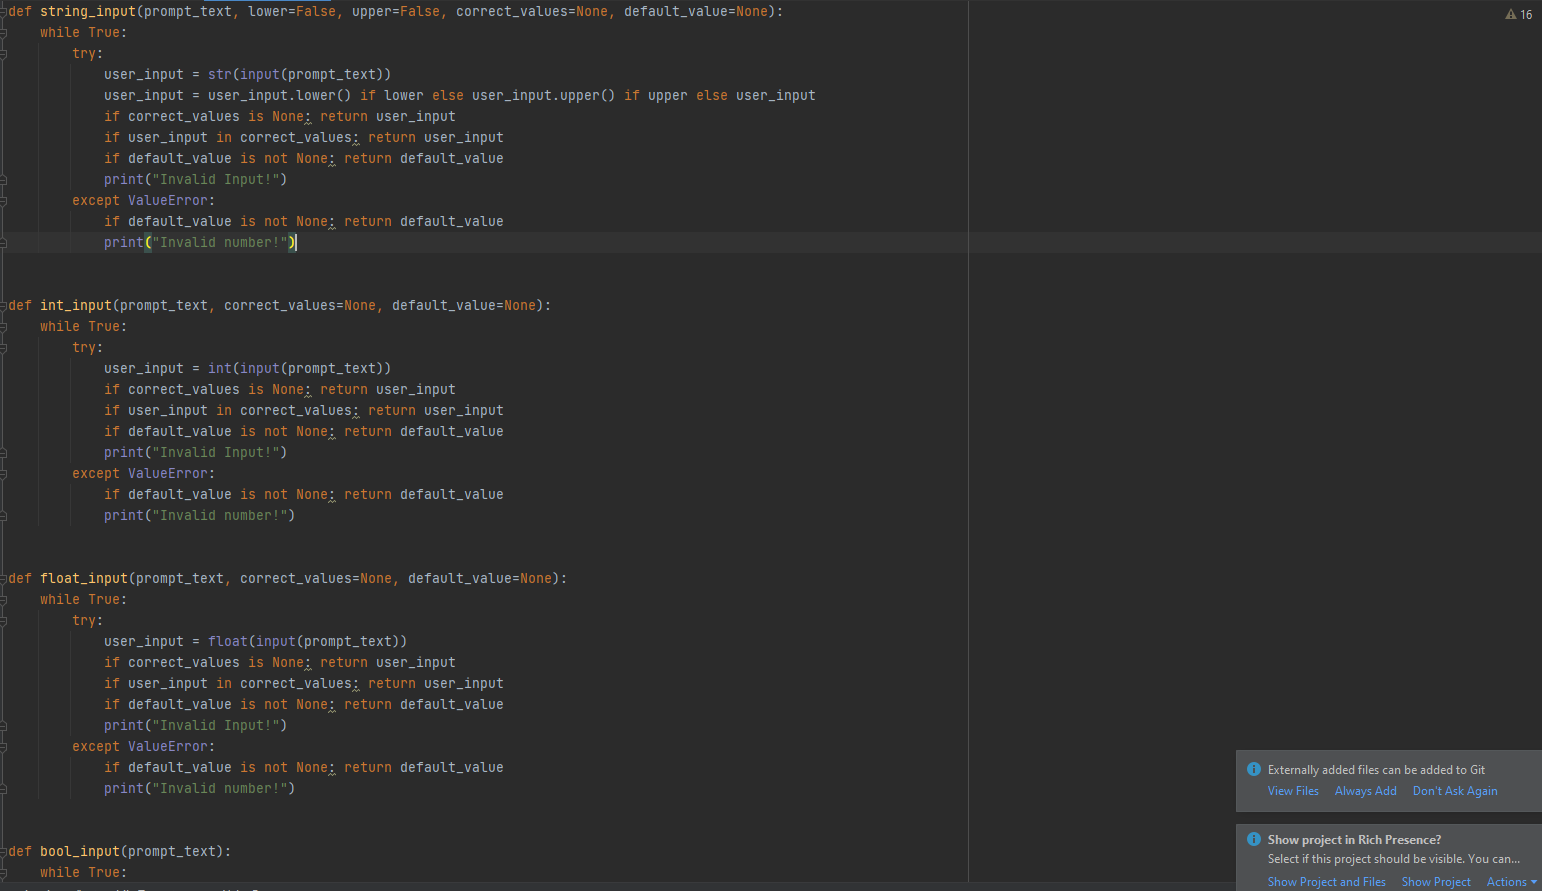 def string_input(prompt_text, lower=False, upper=False, correct_values=None, default_value=None):
16
    while True:
        try:
            user_input = str(input(prompt_text))
            user_input = user_input.lower() if lower else user_input.upper() if upper else user_input
            if correct_values is None: return user_input
            if user_input in correct_values: return user_input
            if default_value is not None: return default_value
            print("Invalid Input!")
        except ValueError:
            if default_value is not None: return default_value
            print("Invalid number!")
def int_input(prompt_text, correct_values=None, default_value=None):
    while True:
        try:
            user_input = int(input(prompt_text))
            if correct_values is None: return user_input
            if user_input in correct_values: return user_input
            if default_value is not None: return default_value
            print("Invalid Input!")
        except ValueError:
            if default_value is not None: return default_value
            print("Invalid number!")
def float_input(prompt_text, correct_values=None, default_value=None):
    while True:
        try:
            user_input = float(input(prompt_text))
            if correct_values is None: return user_input
            if user_input in correct_values: return user_input
            if default_value is not None: return default_value
            print("Invalid Input!")
        except ValueError:
            if default_value is not None: return default_value
            print("Invalid number!")
def bool_input(prompt_text):
    while True:
Externally added files can be added to Git
View Files Always Add Don't Ask Again
Show project in Rich Presence?
Select if this project should be visible. You can...
Show Project and Files Show Project Actions